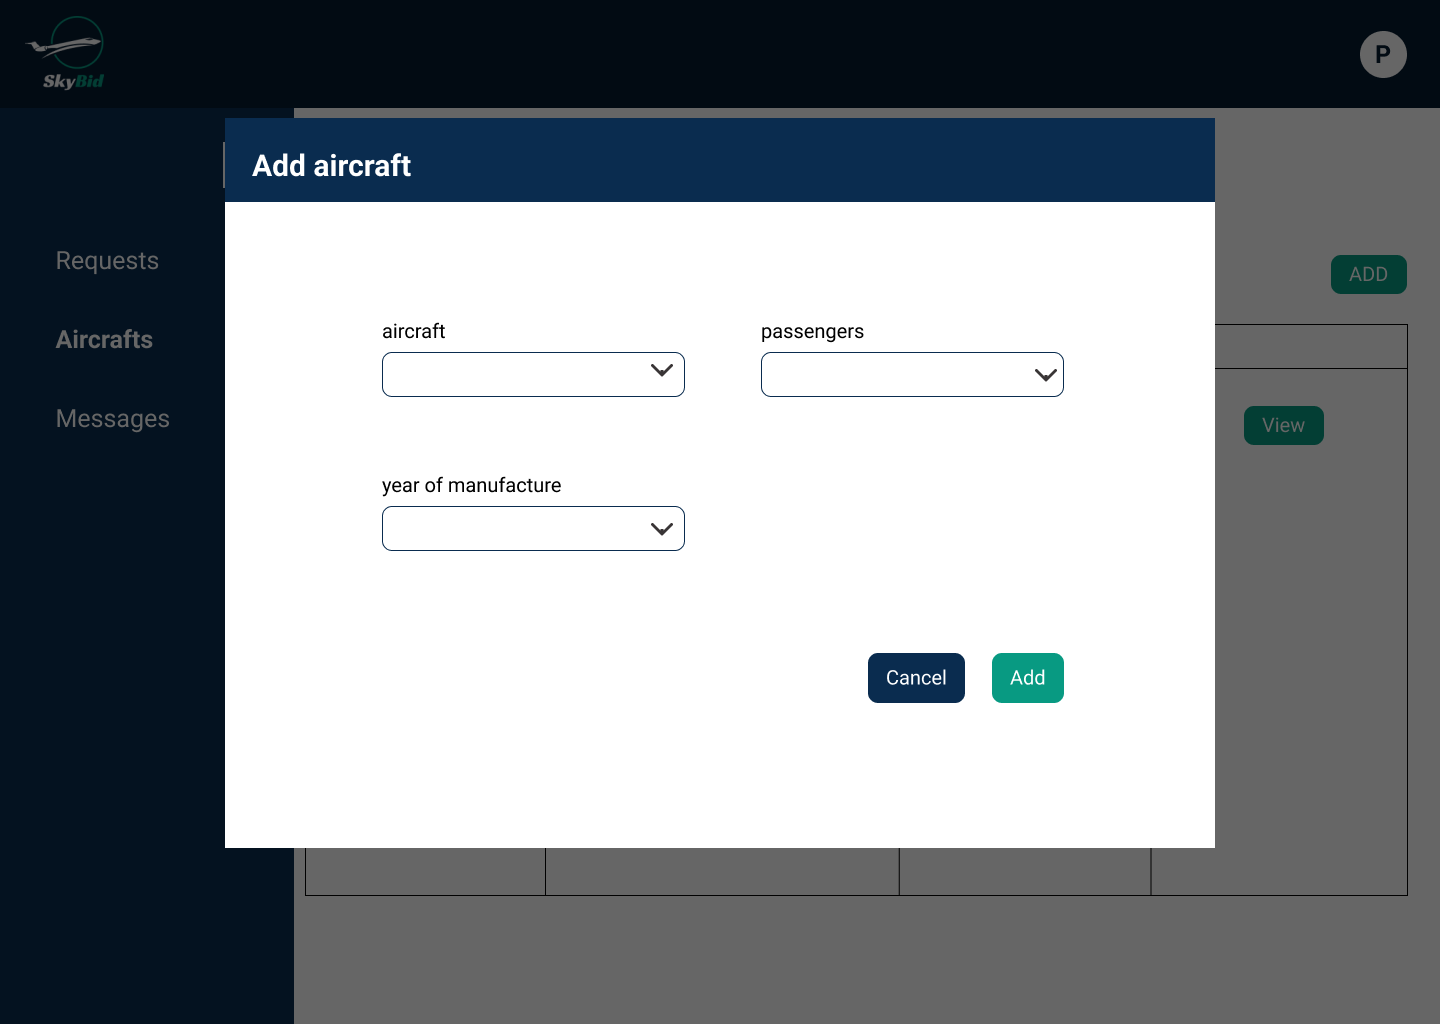 SkyBid
P
Add aircraft
Requests
Aircrafts
Messages
ADD
View
aircraft
passengers
year of manufacture
Cancel
Add